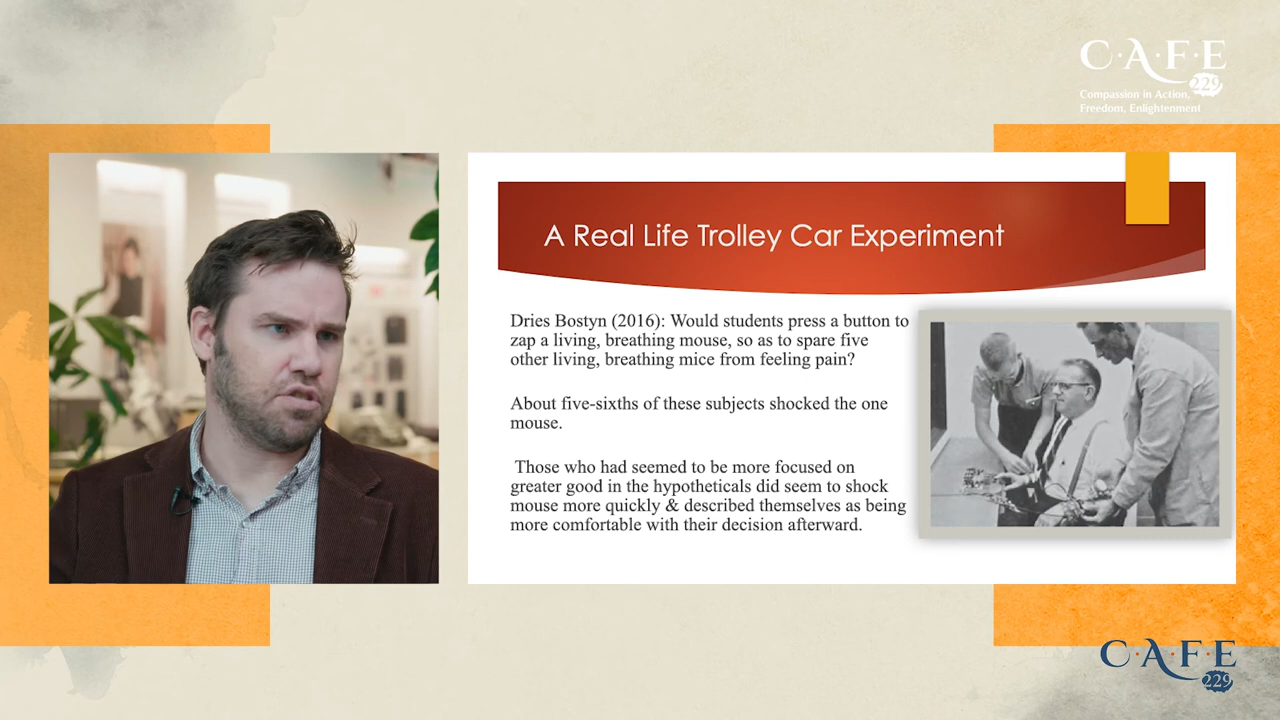 C·A·F·E
229
Compassion in Action,
Freedom, Enlightenment
A Real Life Trolley Car Experiment
Dries Bostyn (2016): Would students press a button to
zap a living, breathing mouse, so as to spare five
other living, breathing mice from feeling pain?
About five-sixths of these subjects shocked the one
mouse.
Those who had seemed to be more focused on
greater good in the hypotheticals did seem to shock
mouse more quickly & described themselves as being
more comfortable with their decision afterward.
C·A·F·E
229